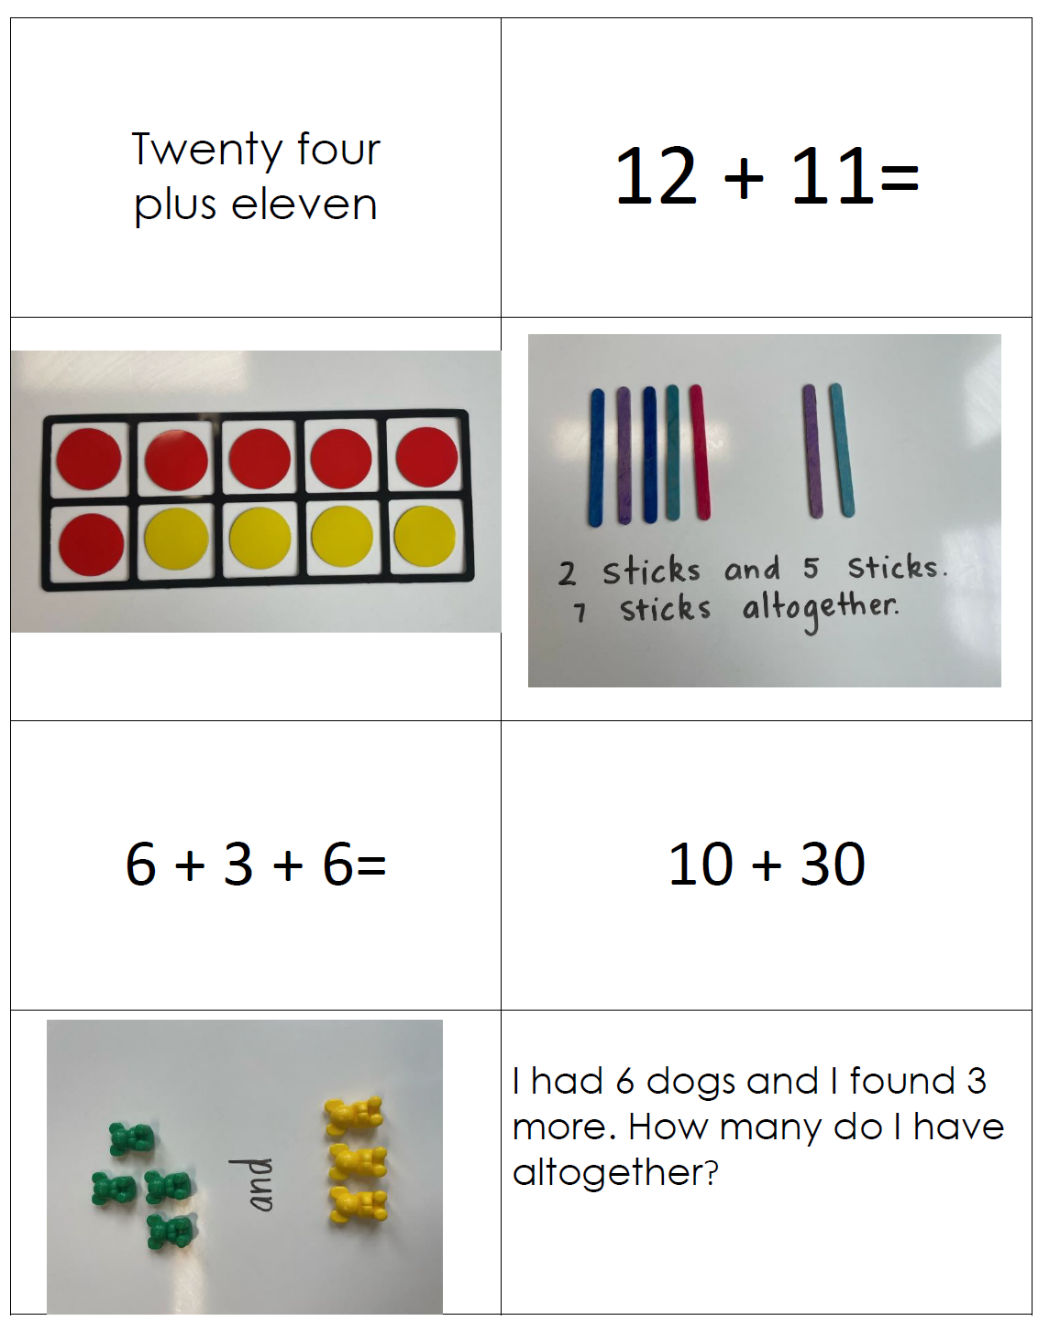 Twenty four
plus eleven
12 + 11=
2 sticks and 5 sticks.
7 sticks altogether.
6 + 3 + 6=
10 + 30
and
I had 6 dogs and I found 3
more. How many do I have
altogether?